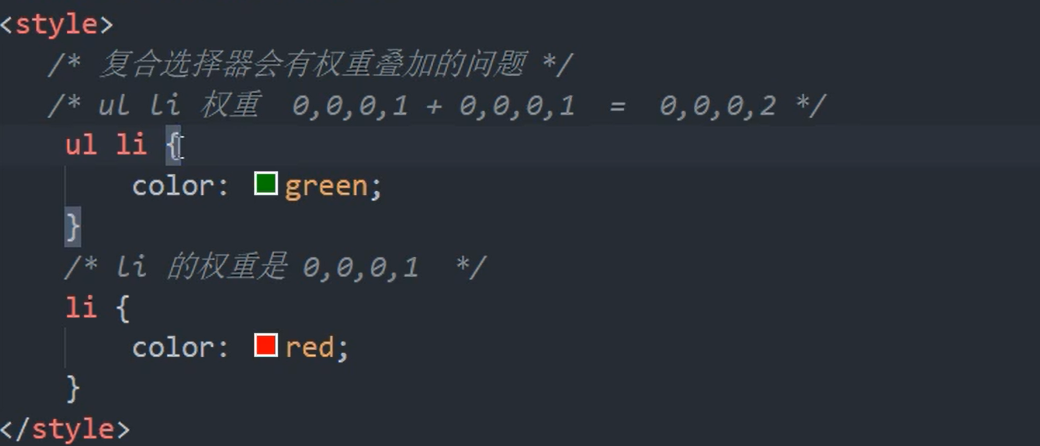 <style>
/* 复合选择器会有权重叠加的问题 */
/* ul li 权重  0,0,0,1 + 0,0,0,1  =  0,0,0,2 */
ul li {
color: green;
}
/* li 的权重是 0,0,0,1  */
li {
color: red;
}
</style>